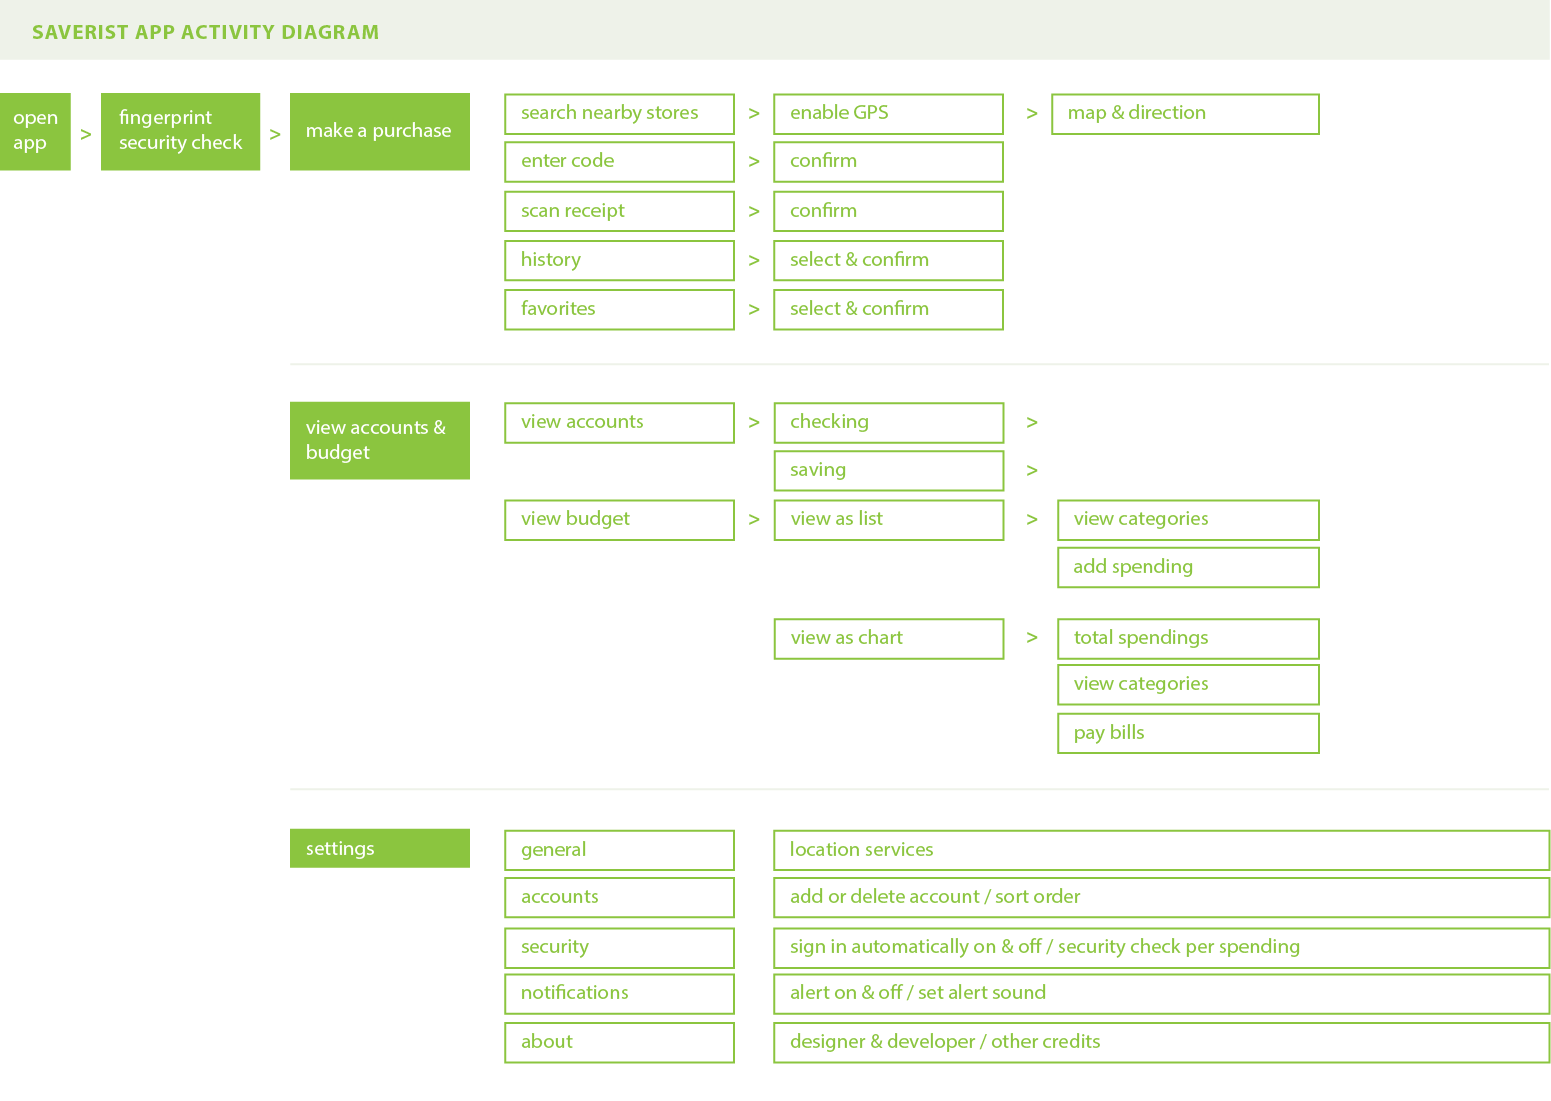 SAVERIST APP ACTIVITY DIAGRAM
open
app
>
fingerprint
security check
>
make a purchase
search nearby stores > enable GPS > map & direction
enter code > confirm
scan receipt > confirm
history > select & confirm
favorites > select & confirm
view accounts &
budget
view accounts > checking >
saving >
view budget > view as list > view categories
add spending
view as chart > total spendings
view categories
pay bills
settings
general location services
accounts add or delete account / sort order
security sign in automatically on & off / security check per spending
notifications alert on & off / set alert sound
about designer & developer / other credits